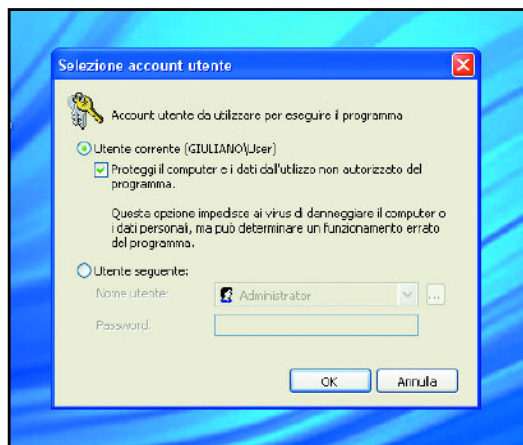 Selezione account utente
Account utente da utilizzare per eseguire il programma
Utente corrente (GIULIANO\User)
Proteggi il computer e i dati dall'utilizzo non autorizzato del
programma.
Questa opzione impedisce ai virus di danneggiare il computer o
i dati personali, ma può determinare un funzionamento errato
del programma.
Utente seguente:
Nome utente:
Administrator
...
Password:
OK
Annulla